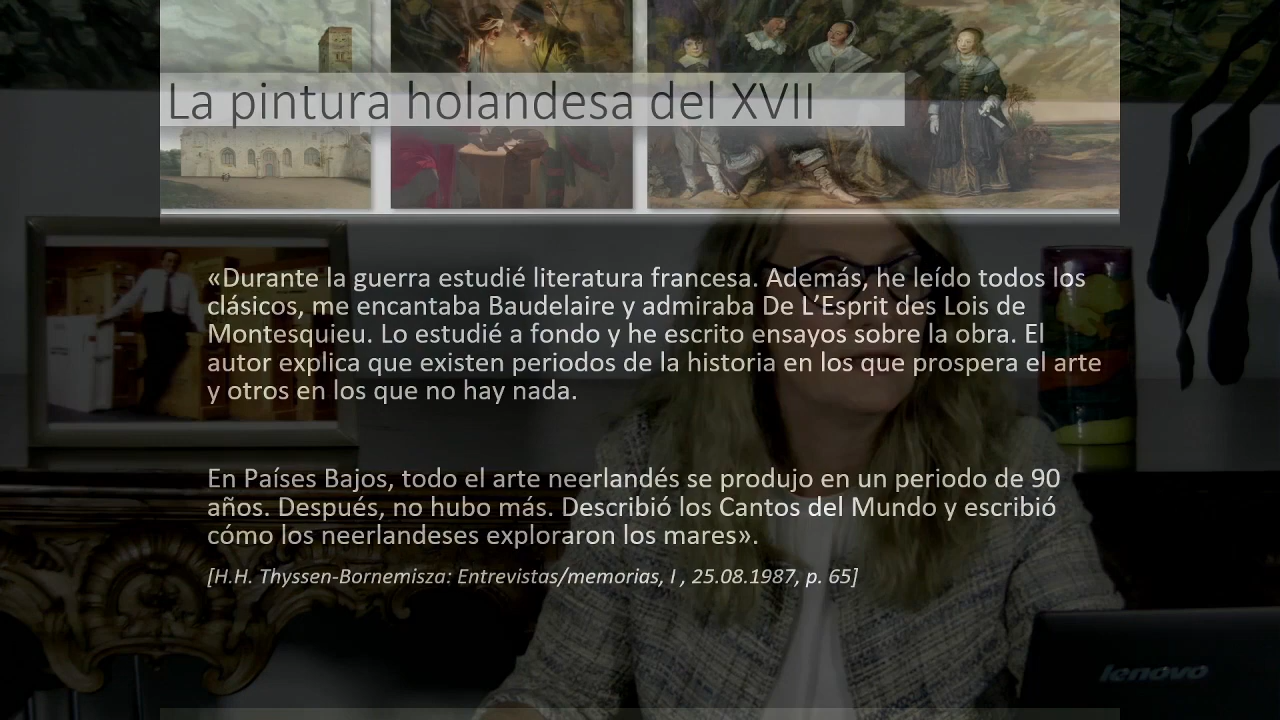 La pintura holandesa del XVII
«Durante la guerra estudié literatura francesa. Además, he leído todos los
clásicos, me encantaba Baudelaire y admiraba De L’Esprit des Lois de
Montesquieu. Lo estudié a fondo y he escrito ensayos sobre la obra. El
autor explica que existen periodos de la historia en los que prospera el arte
y otros en los que no hay nada.
En Países Bajos, todo el arte neerlandés se produjo en un periodo de 90
años. Después, no hubo más. Describió los Cantos del Mundo y escribió
cómo los neerlandeses exploraron los mares».
[H.H. Thyssen-Bornemisza: Entrevistas/memorias, I , 25.08.1987, p. 65]
lenovo